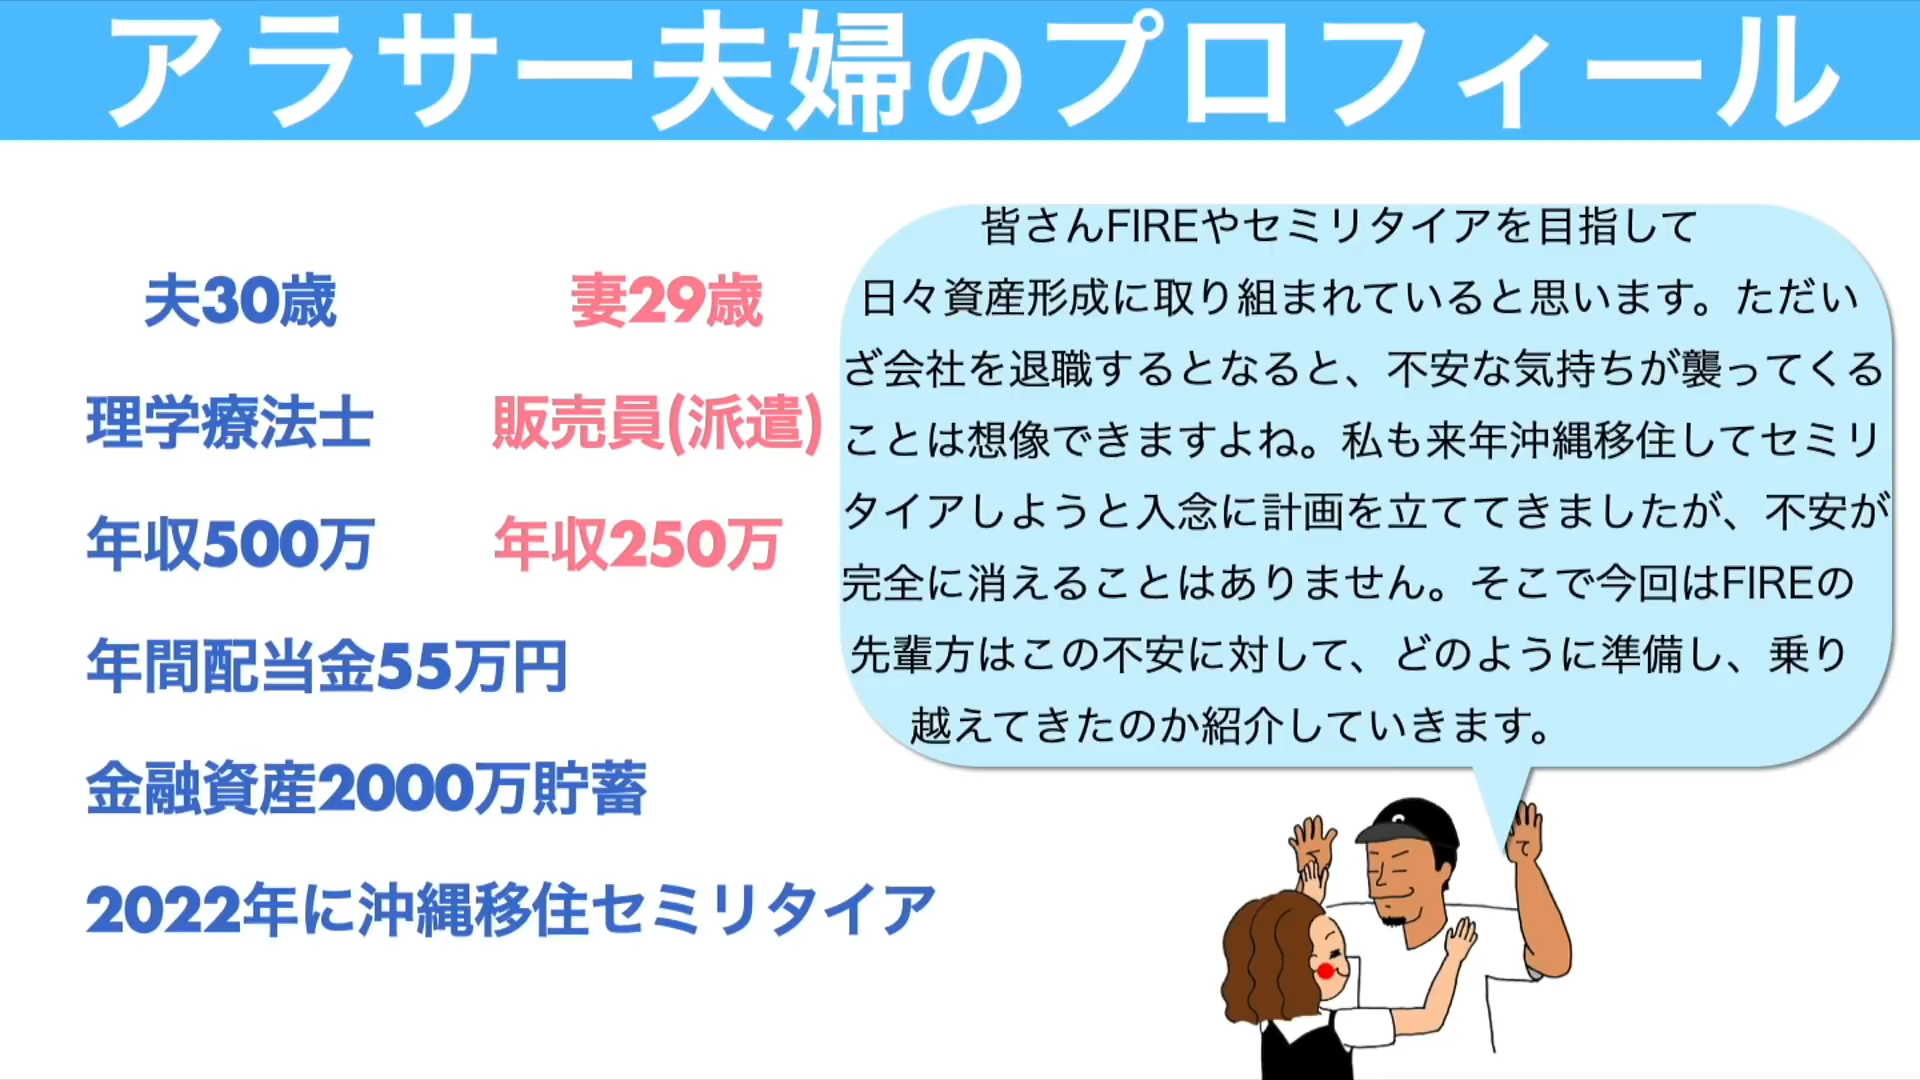 アラサー夫婦のプロフィール
夫30歳
妻29歳
理学療法士
販売員(派遣)
年収500万
年収250万
年間配当金55万円
金融資産2000万貯蓄
2022年に沖縄移住セミリタイア
皆さんFIREやセミリタイアを目指して
日々資産形成に取り組まれていると思います。ただい
ざ会社を退職するとなると、不安な気持ちが襲ってくる
ことは想像できますよね。私も来年沖縄移住してセミリ
タイアしようと入念に計画を立ててきましたが、不安が
完全に消えることはありません。そこで今回はFIREの
先輩方はこの不安に対して、どのように準備し、乗り
越えてきたのか紹介していきます。